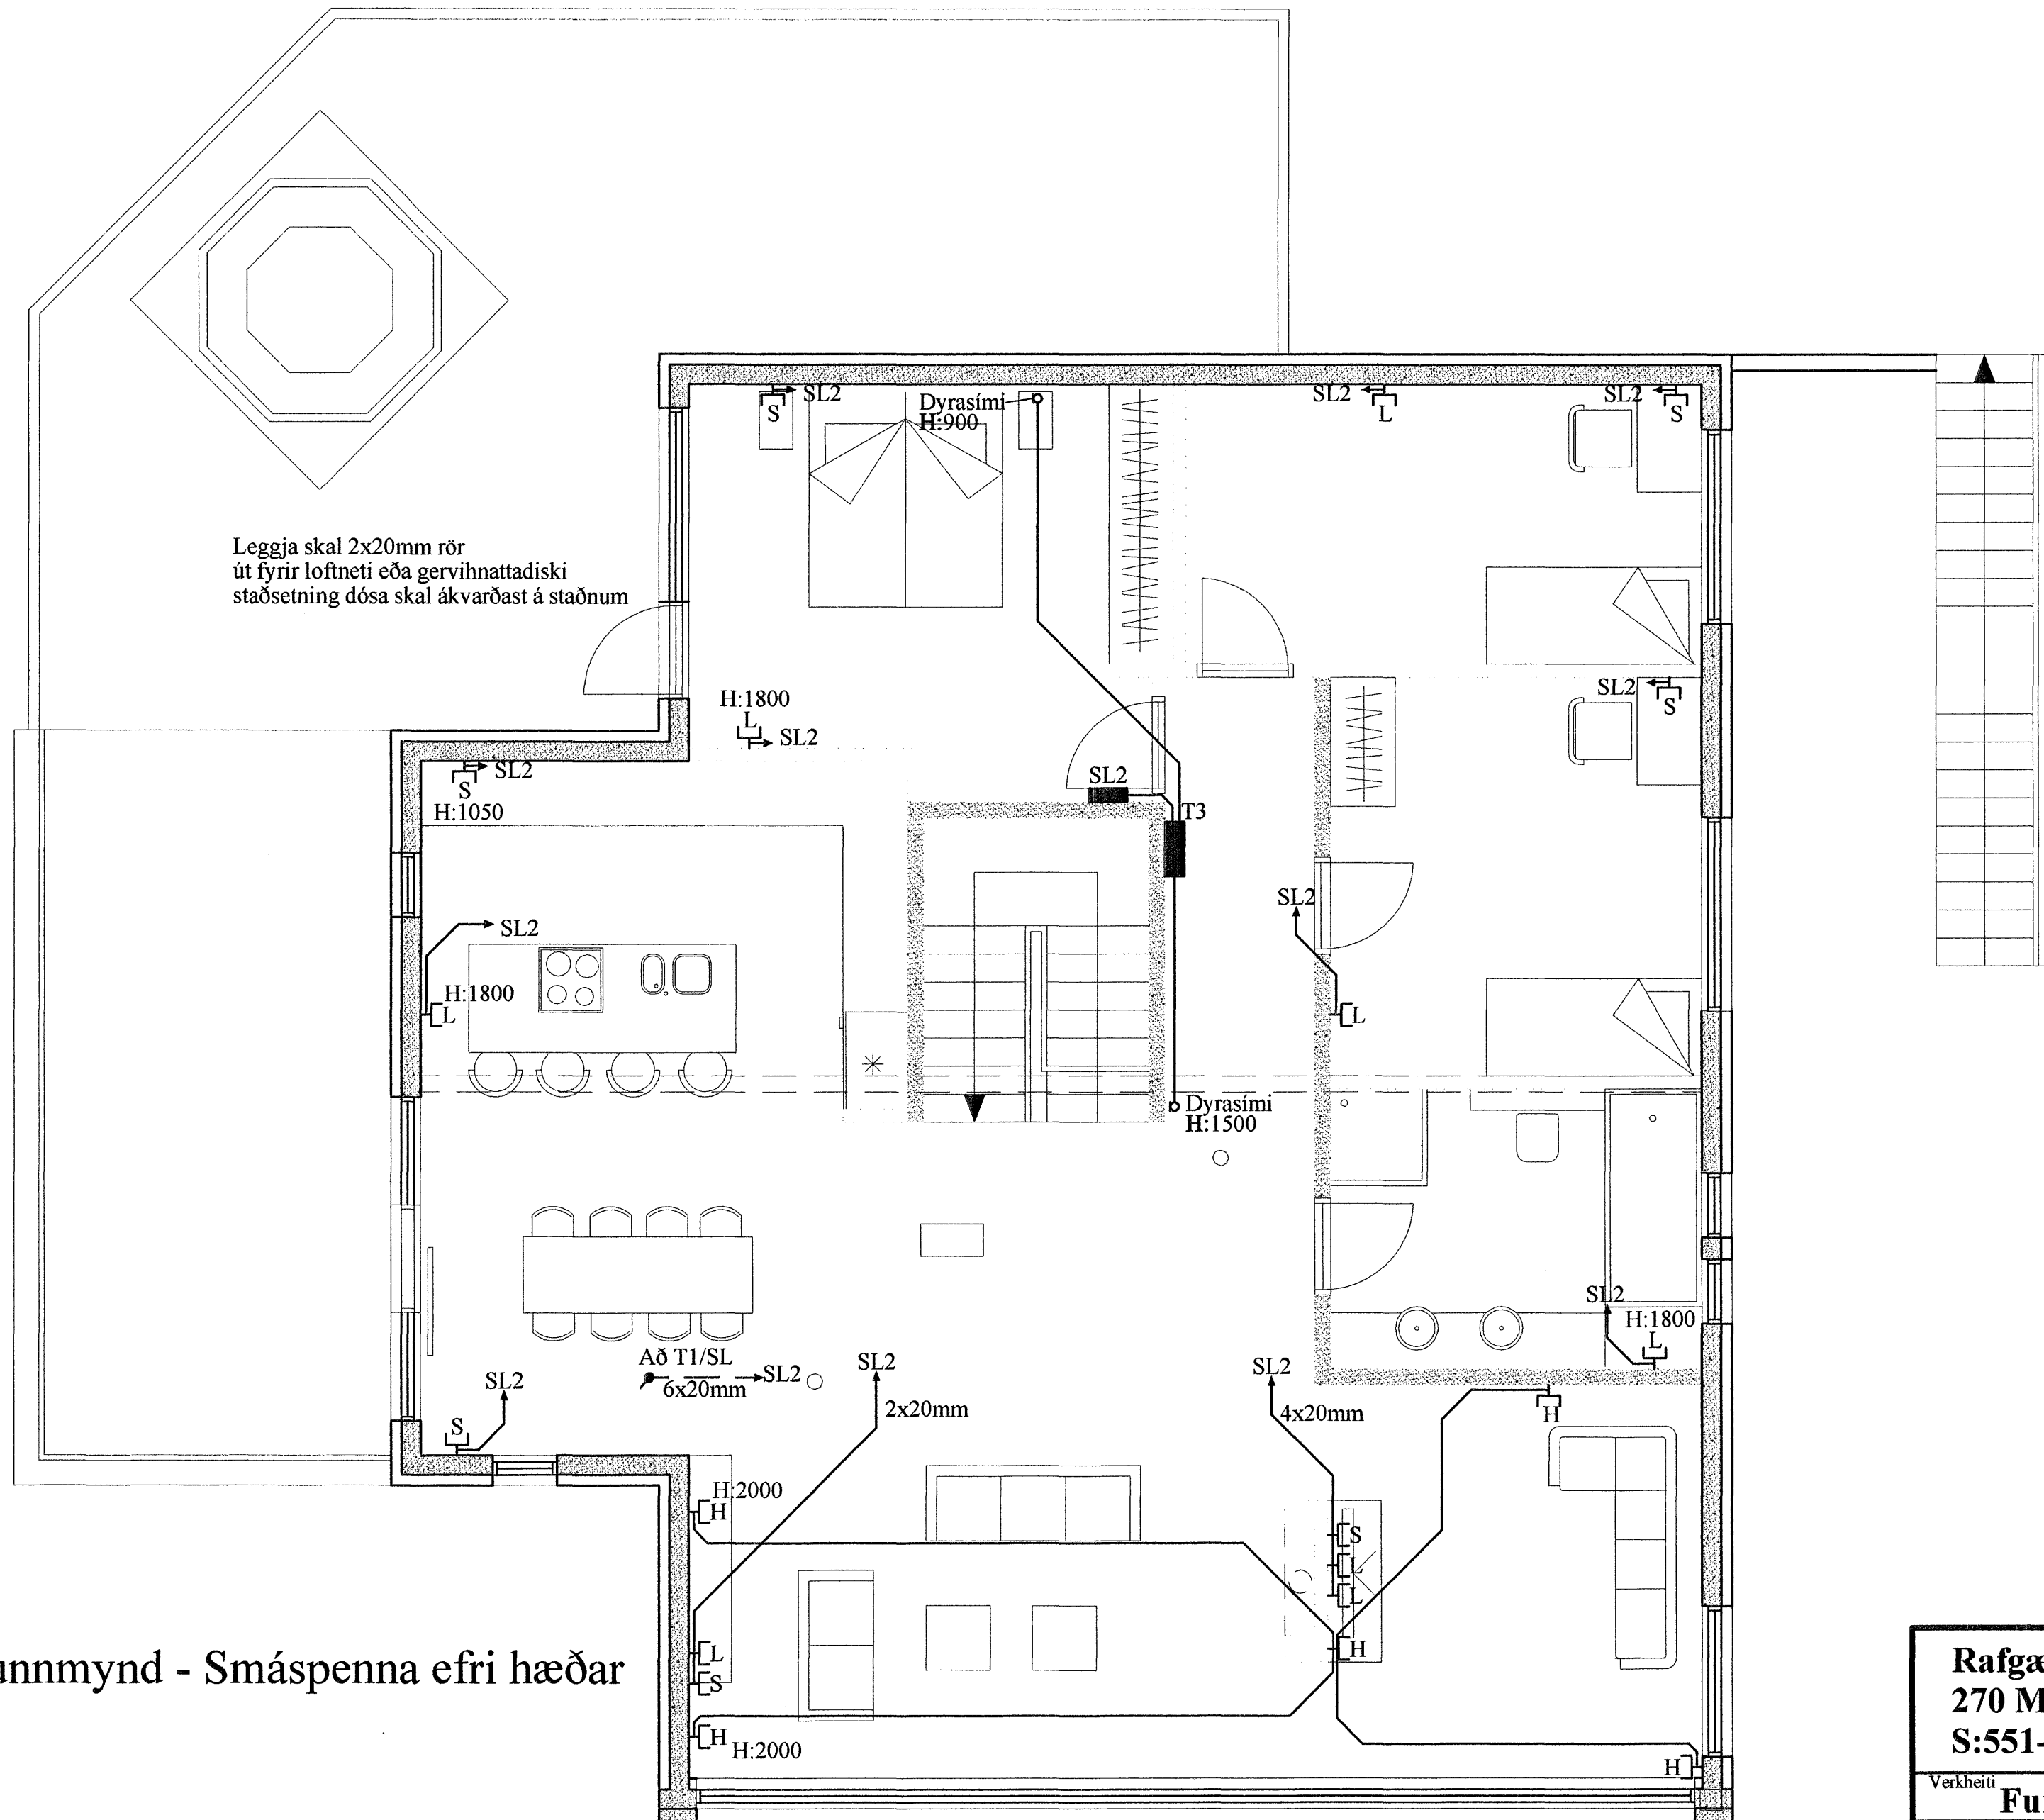 SL2
S
Dyrasími
H:900
SL2
L
SL2
S
Leggja skal 2x20mm rör
út fyrir loftneti eða gervihnattadiski
staðsetning dósa skal ákvarðast á staðnum
SL2
S
H:1800
L
SL2
SL2
S
H:1050
SL2
T3
SL2
SL2
H:1800
L
L
Dyrasími
H:1500
SL2
H:1800
L
Að T1/SL
SL2
6x20mm
SL2
SL2
SL2
2x20mm
4x20mm
S
H
H:2000
H
S
L
L
H
L
S
H
H:2000
H
unnmynd - Smáspenna efri hæðar
Rafgæ
270 M
S:551-
Verkheiti
Fu